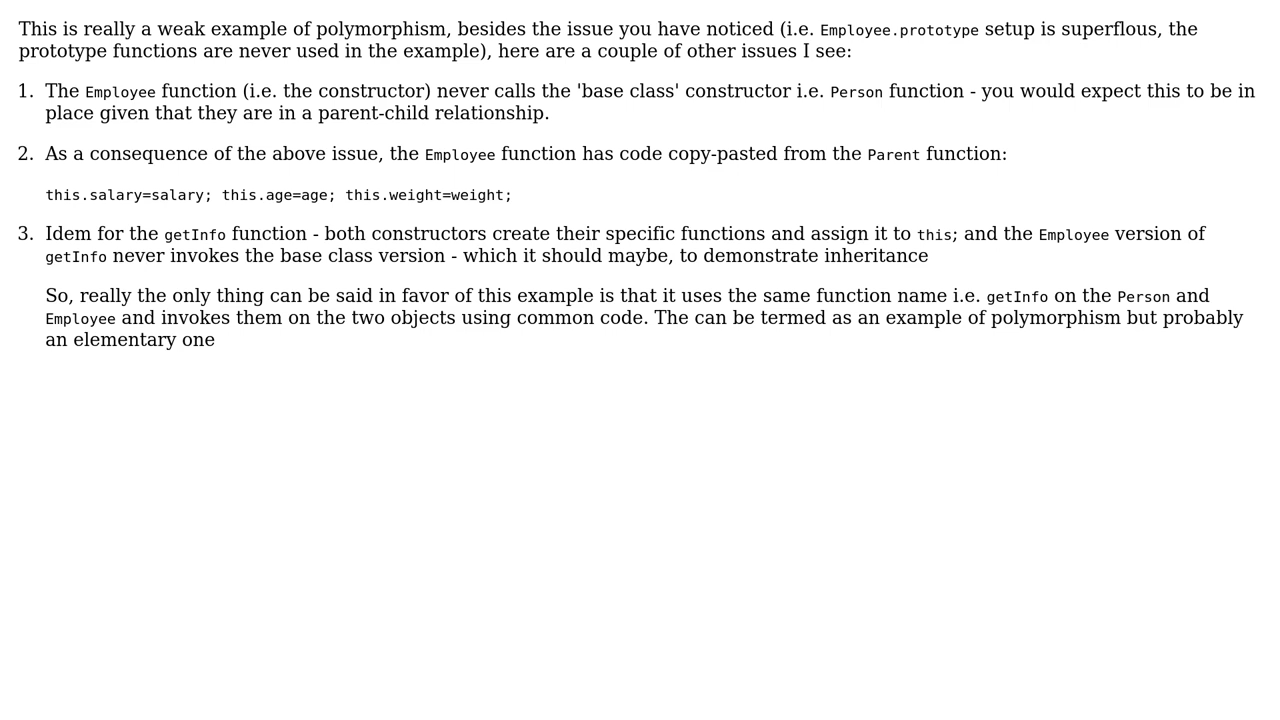 This is really a weak example of polymorphism, besides the issue you have noticed (i.e. Employee.prototype setup is superflous, the
prototype functions are never used in the example), here are a couple of other issues I see:
1. The Employee function (i.e. the constructor) never calls the 'base class' constructor i.e. Person function - you would expect this to be in
place given that they are in a parent-child relationship.
2. As a consequence of the above issue, the Employee function has code copy-pasted from the Parent function:
this.salary=salary; this.age=age; this.weight=weight;
3. Idem for the getInfo function - both constructors create their specific functions and assign it to this; and the Employee version of
getInfo never invokes the base class version - which it should maybe, to demonstrate inheritance
So, really the only thing can be said in favor of this example is that it uses the same function name i.e. getInfo on the Person and
Employee and invokes them on the two objects using common code. The can be termed as an example of polymorphism but probably
an elementary one